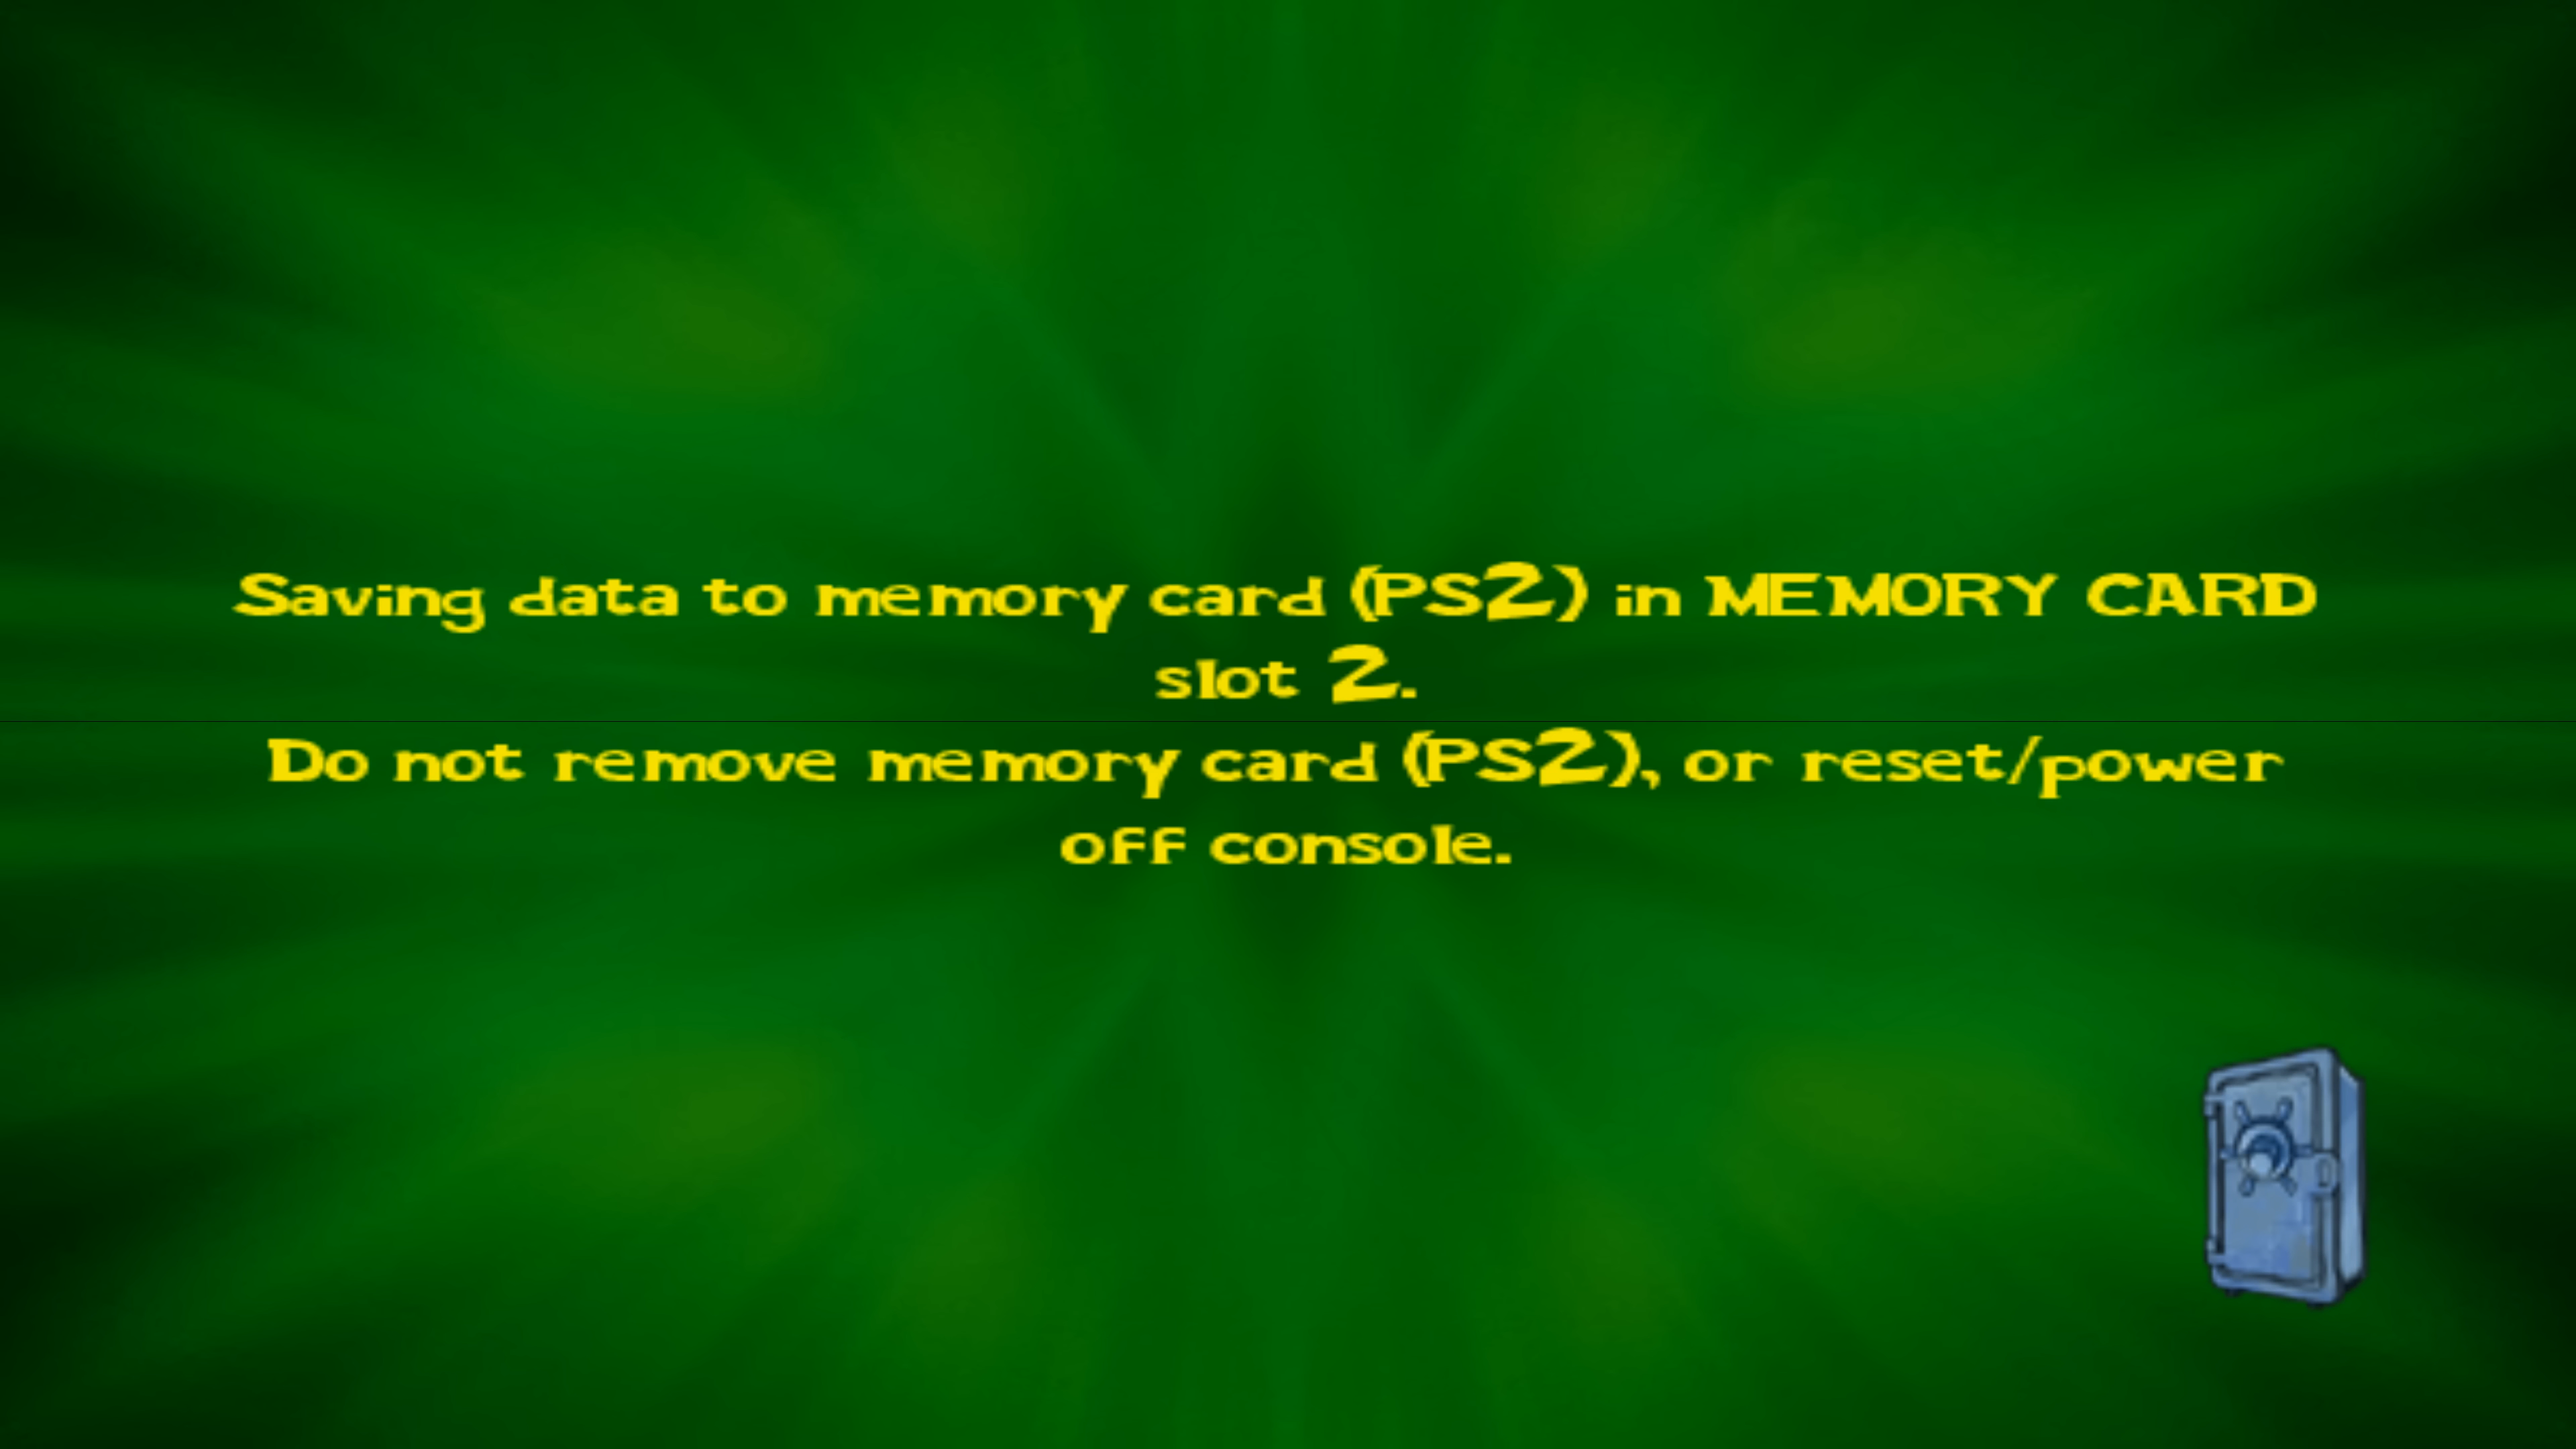 Saving data to memory card (PS2) in MEMORY CARD
slot 2.
Do not remove memory card (PS2), or reset/power
off console.